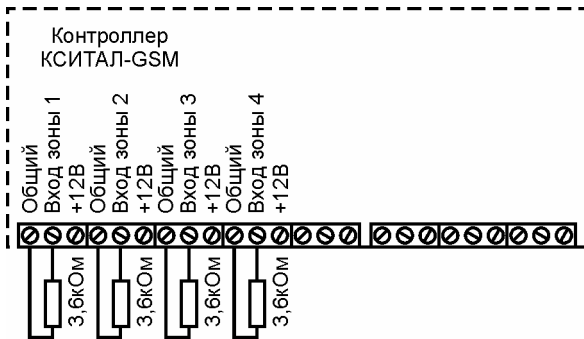 Контроллер
КСИТАЛ-GSM
Общий
Вход зоны 1
+12В
Общий
Вход зоны 2
+12В
Общий
Вход зоны 3
+12В
Общий
Вход зоны 4
+12В
3,6кОм
3,6кОм
3,6кОм
3,6кОм